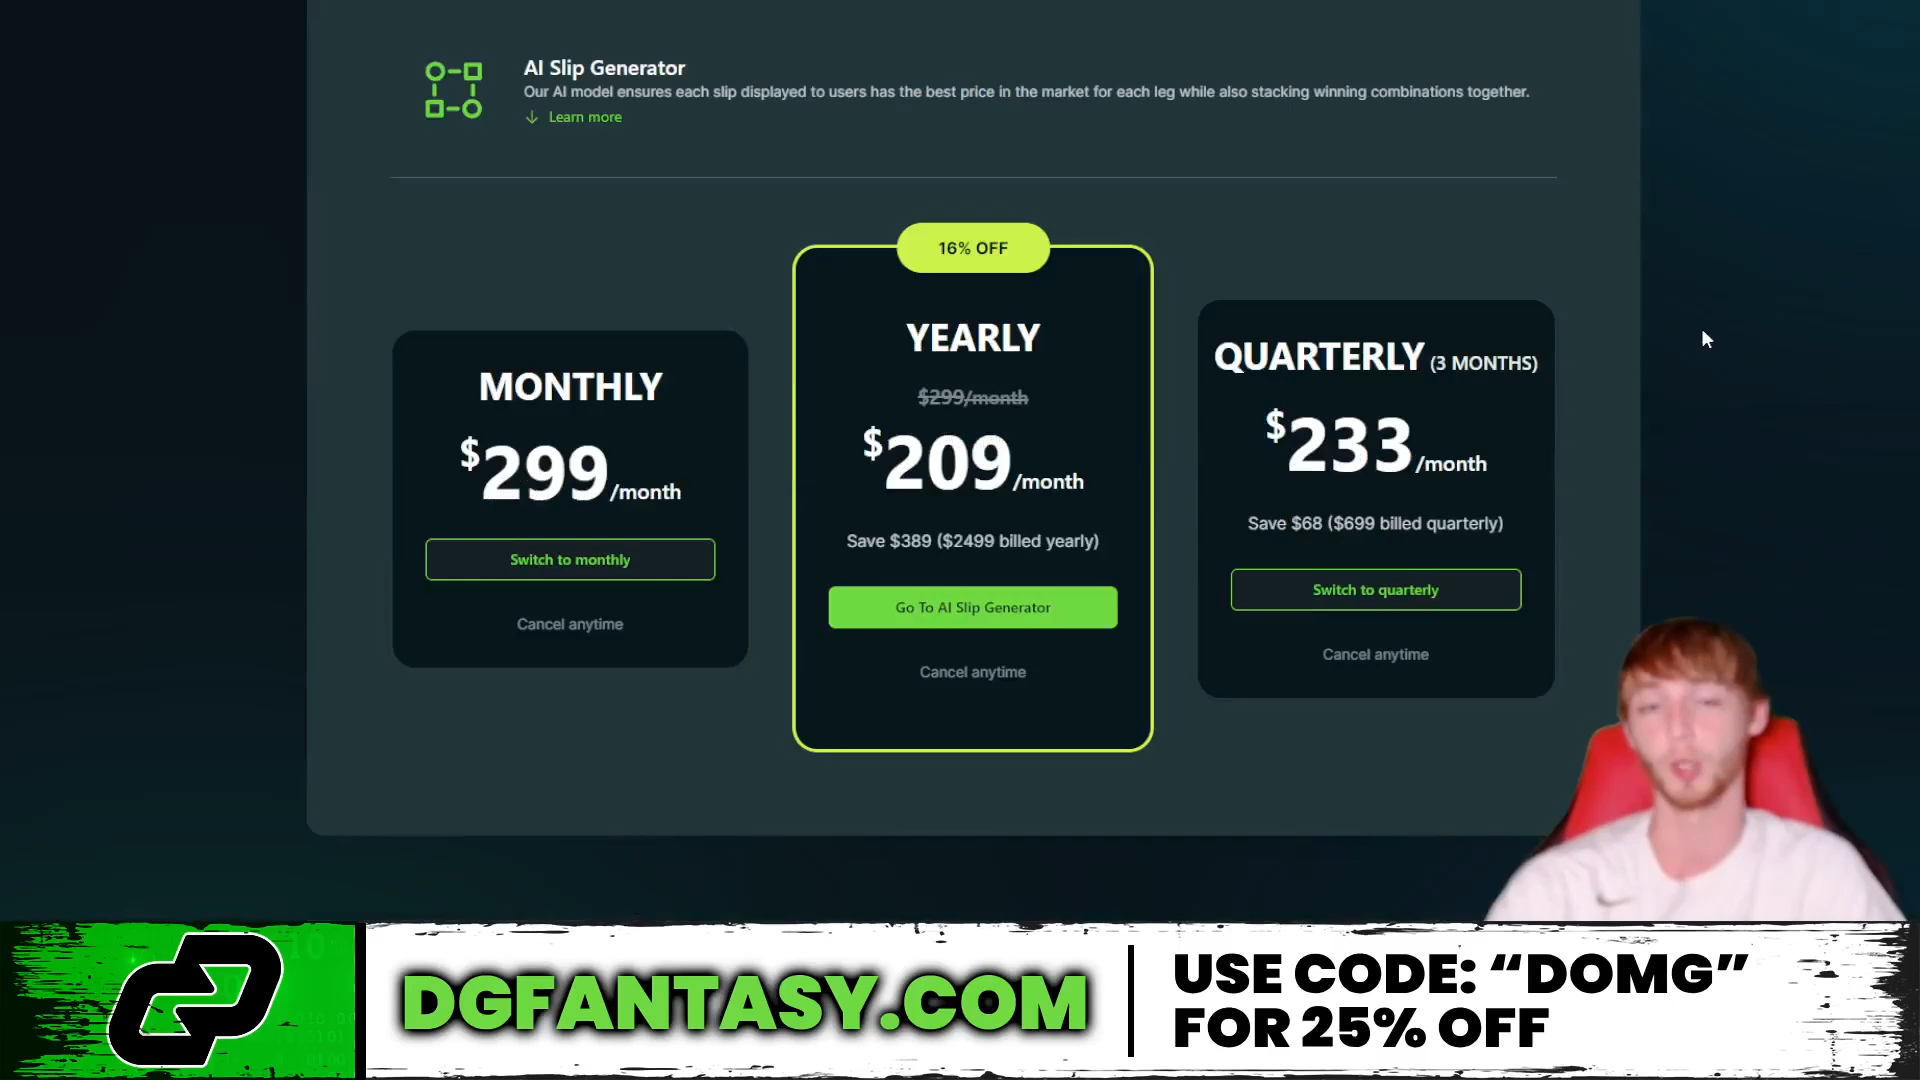 AI Slip Generator
Our AI model ensures each slip displayed to users has the best price in the market for each leg while also stacking winning combinations together.
Learn more
16% OFF
MONTHLY
$299/month
Switch to monthly
Cancel anytime
YEARLY
$299/month
$209/month
Save $389 ($2499 billed yearly)
Go To AI Slip Generator
Cancel anytime
QUARTERLY (3 MONTHS)
$233/month
Save $68 ($699 billed quarterly)
Switch to quarterly
Cancel anytime
DGFANTASY.COM
USE CODE: “DOMG”
FOR 25% OFF